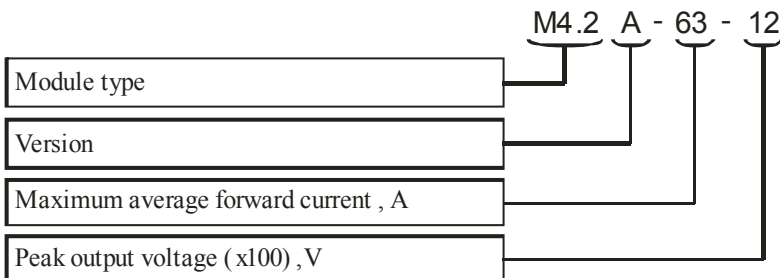 M4.2 A - 63 - 12
Module type
Version
Maximum average forward current , A
Peak output voltage (x100) ,V